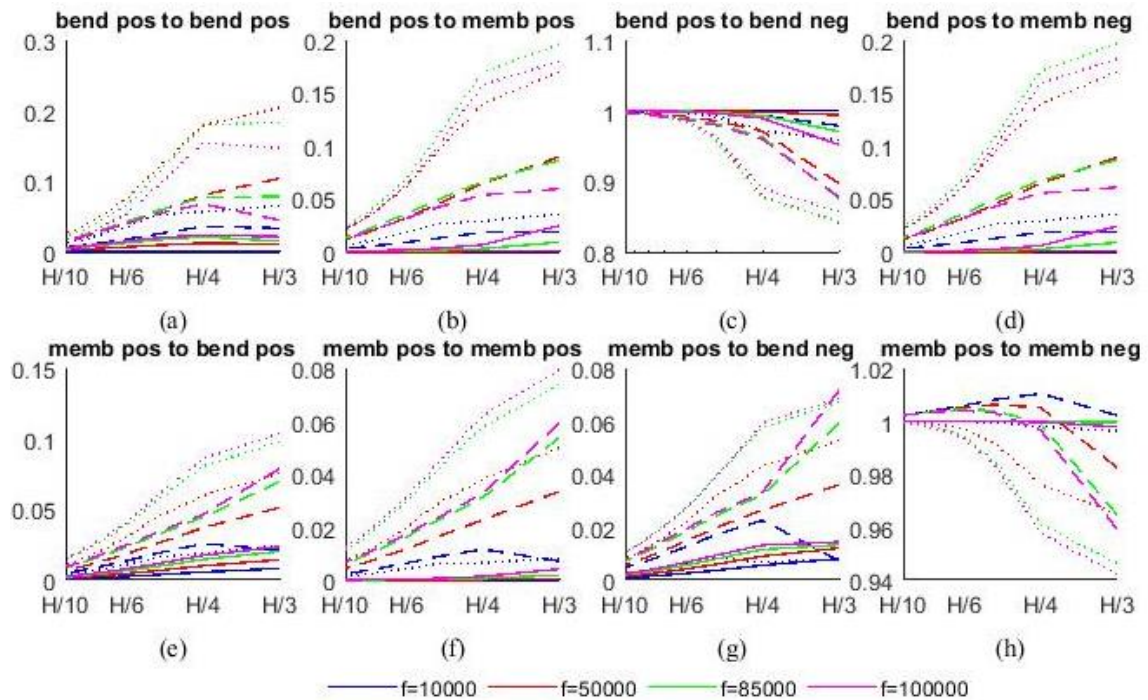 bend pos to bend pos
bend pos to memb pos
bend pos to bend neg
bend pos to memb neg
0.3
0.2
0.1
0
H/10 H/6 H/4 H/3
0.2
0.15
0.1
0.05
0
H/10 H/6 H/4 H/3
1.1
1
0.9
0.8
H/10 H/6 H/4 H/3
0.2
0.15
0.1
0.05
0
H/10 H/6 H/4 H/3
(a)
(b)
(c)
(d)
memb pos to bend pos
memb pos to memb pos
memb pos to bend neg
memb pos to memb neg
0.15
0.1
0.05
0
H/10 H/6 H/4 H/3
0.08
0.06
0.04
0.02
0
H/10 H/6 H/4 H/3
0.08
0.06
0.04
0.02
0
H/10 H/6 H/4 H/3
1.02
1
0.98
0.96
0.94
H/10 H/6 H/4 H/3
(e)
(f)
(g)
(h)
f=10000 f=50000 f=85000 f=100000